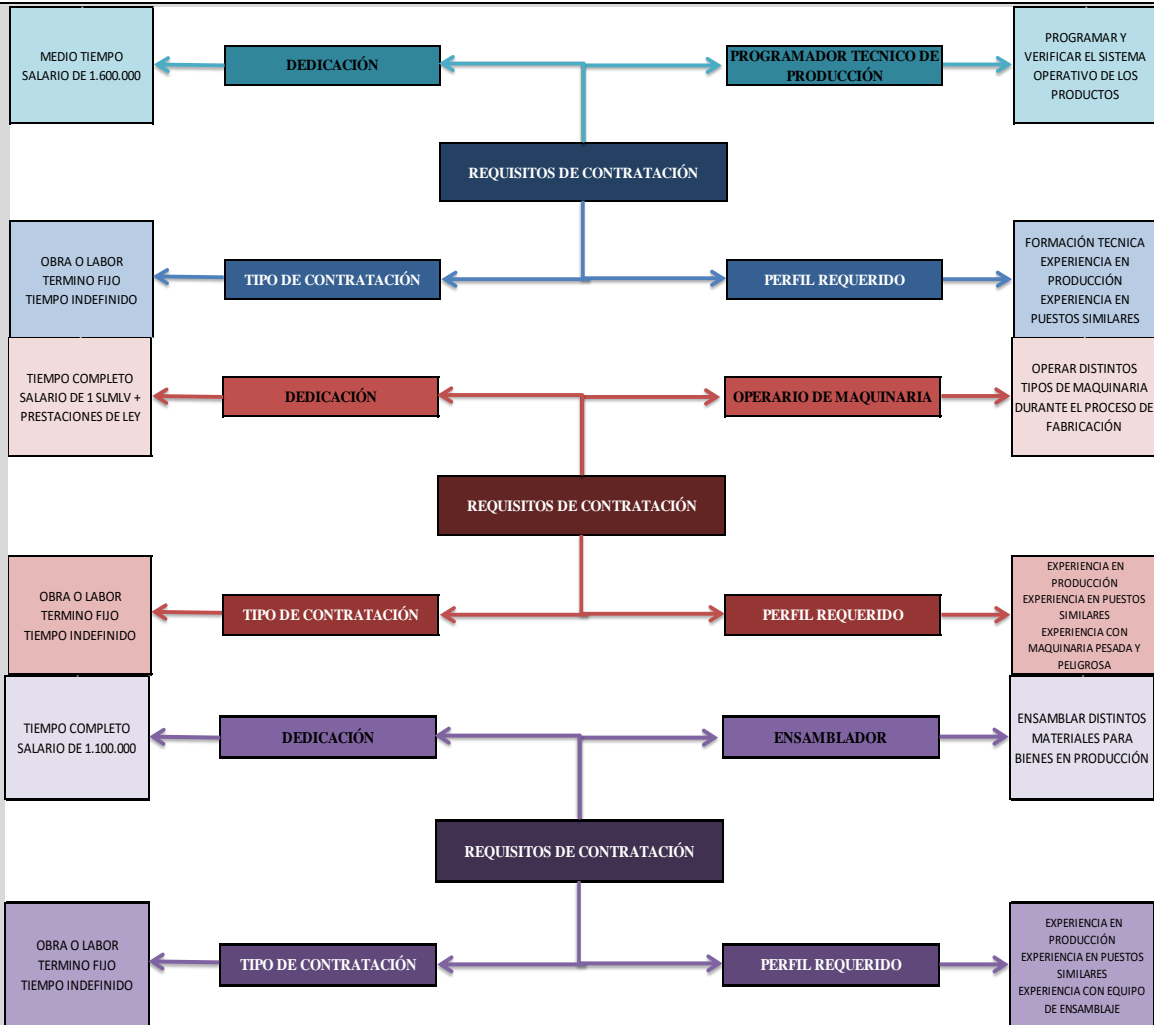 MEDIO TIEMPO
SALARIO DE 1.600.000
DEDICACIÓN
PROGRAMADOR TECNICO DE
PRODUCCIÓN
PROGRAMAR Y
VERIFICAR EL SISTEMA
OPERATIVO DE LOS
PRODUCTOS
REQUISITOS DE CONTRATACIÓN
OBRA O LABOR
TERMINO FIJO
TIEMPO INDEFINIDO
TIPO DE CONTRATACIÓN
PERFIL REQUERIDO
FORMACIÓN TECNICA
EXPERIENCIA EN
PRODUCCIÓN
EXPERIENCIA EN
PUESTOS SIMILARES
TIEMPO COMPLETO
SALARIO DE 1 SLMLV +
PRESTACIONES DE LEY
DEDICACIÓN
OPERARIO DE MAQUINARIA
OPERAR DISTINTOS
TIPOS DE MAQUINARIA
DURANTE EL PROCESO DE
FABRICACIÓN
REQUISITOS DE CONTRATACIÓN
OBRA O LABOR
TERMINO FIJO
TIEMPO INDEFINIDO
TIPO DE CONTRATACIÓN
PERFIL REQUERIDO
EXPERIENCIA EN
PRODUCCIÓN
EXPERIENCIA EN PUESTOS
SIMILARES
EXPERIENCIA CON
MAQUINARIA PESADA Y
PELIGROSA
TIEMPO COMPLETO
SALARIO DE 1.100.000
DEDICACIÓN
ENSAMBLADOR
ENSAMBLAR DISTINTOS
MATERIALES PARA
BIENES EN PRODUCCIÓN
REQUISITOS DE CONTRATACIÓN
OBRA O LABOR
TERMINO FIJO
TIEMPO INDEFINIDO
TIPO DE CONTRATACIÓN
PERFIL REQUERIDO
EXPERIENCIA EN
PRODUCCIÓN
EXPERIENCIA EN PUESTOS
SIMILARES
EXPERIENCIA CON EQUIPO
DE ENSAMBLAJE